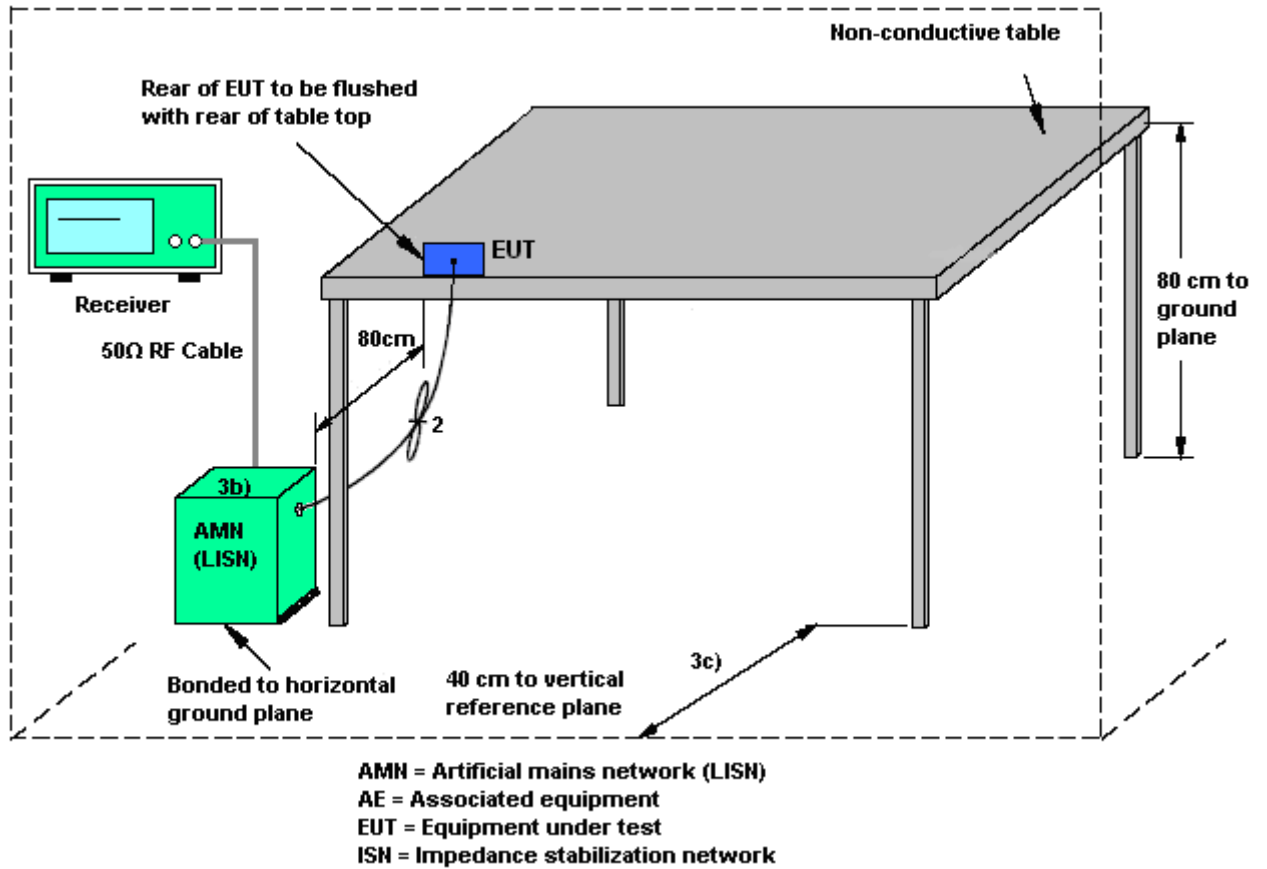 Non-conductive table
Rear of EUT to be flushed
with rear of table top
EUT
Receiver
80cm
80 cm to
ground
plane
50Ω RF Cable
2
3b)
AMN
(LISN)
3c)
Bonded to horizontal
ground plane
40 cm to vertical
reference plane
AMN = Artificial mains network (LISN)
AE = Associated equipment
EUT = Equipment under test
ISN = Impedance stabilization network